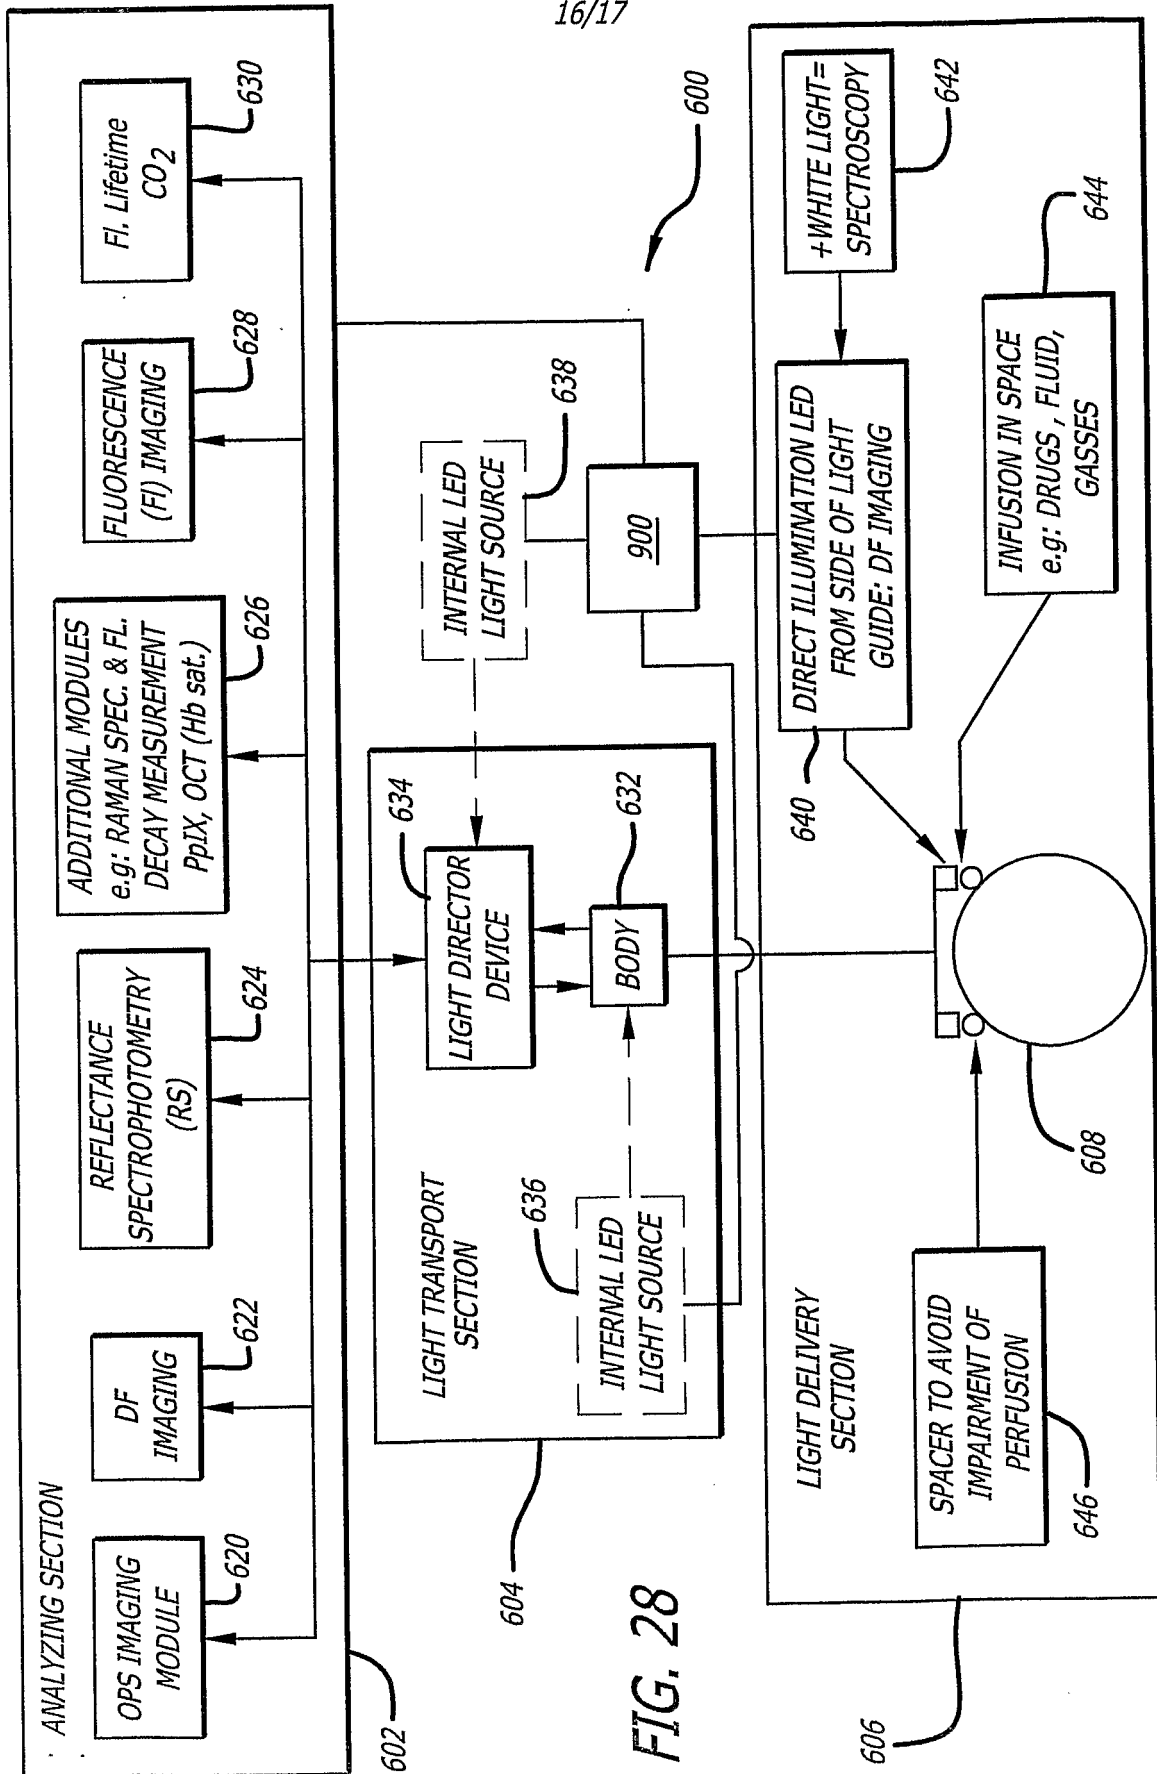 16/17
ANALYZING SECTION
OPS IMAGING
MODULE
620
DF
IMAGING
622
REFLECTANCE
SPECTROPHOTOMETRY
(RS)
624
ADDITIONAL MODULES
e.g: RAMAN SPEC. & FL.
DECAY MEASUREMENT
PpIX, OCT (Hb sat.)
626
FLUORESCENCE
(Fl) IMAGING
628
Fl. Lifetime
CO2
630
602
LIGHT TRANSPORT
SECTION
604
LIGHT DIRECTOR
DEVICE
634
BODY
632
INTERNAL LED
LIGHT SOURCE
636
INTERNAL LED
LIGHT SOURCE
638
900
600
LIGHT DELIVERY
SECTION
606
SPACER TO AVOID
IMPAIRMENT OF
PERFUSION
646
608
DIRECT ILLUMINATION LED
FROM SIDE OF LIGHT
GUIDE: DF IMAGING
640
+WHITE LIGHT=
SPECTROSCOPY
642
INFUSION IN SPACE
e.g: DRUGS , FLUID,
GASSES
644
FIG. 28